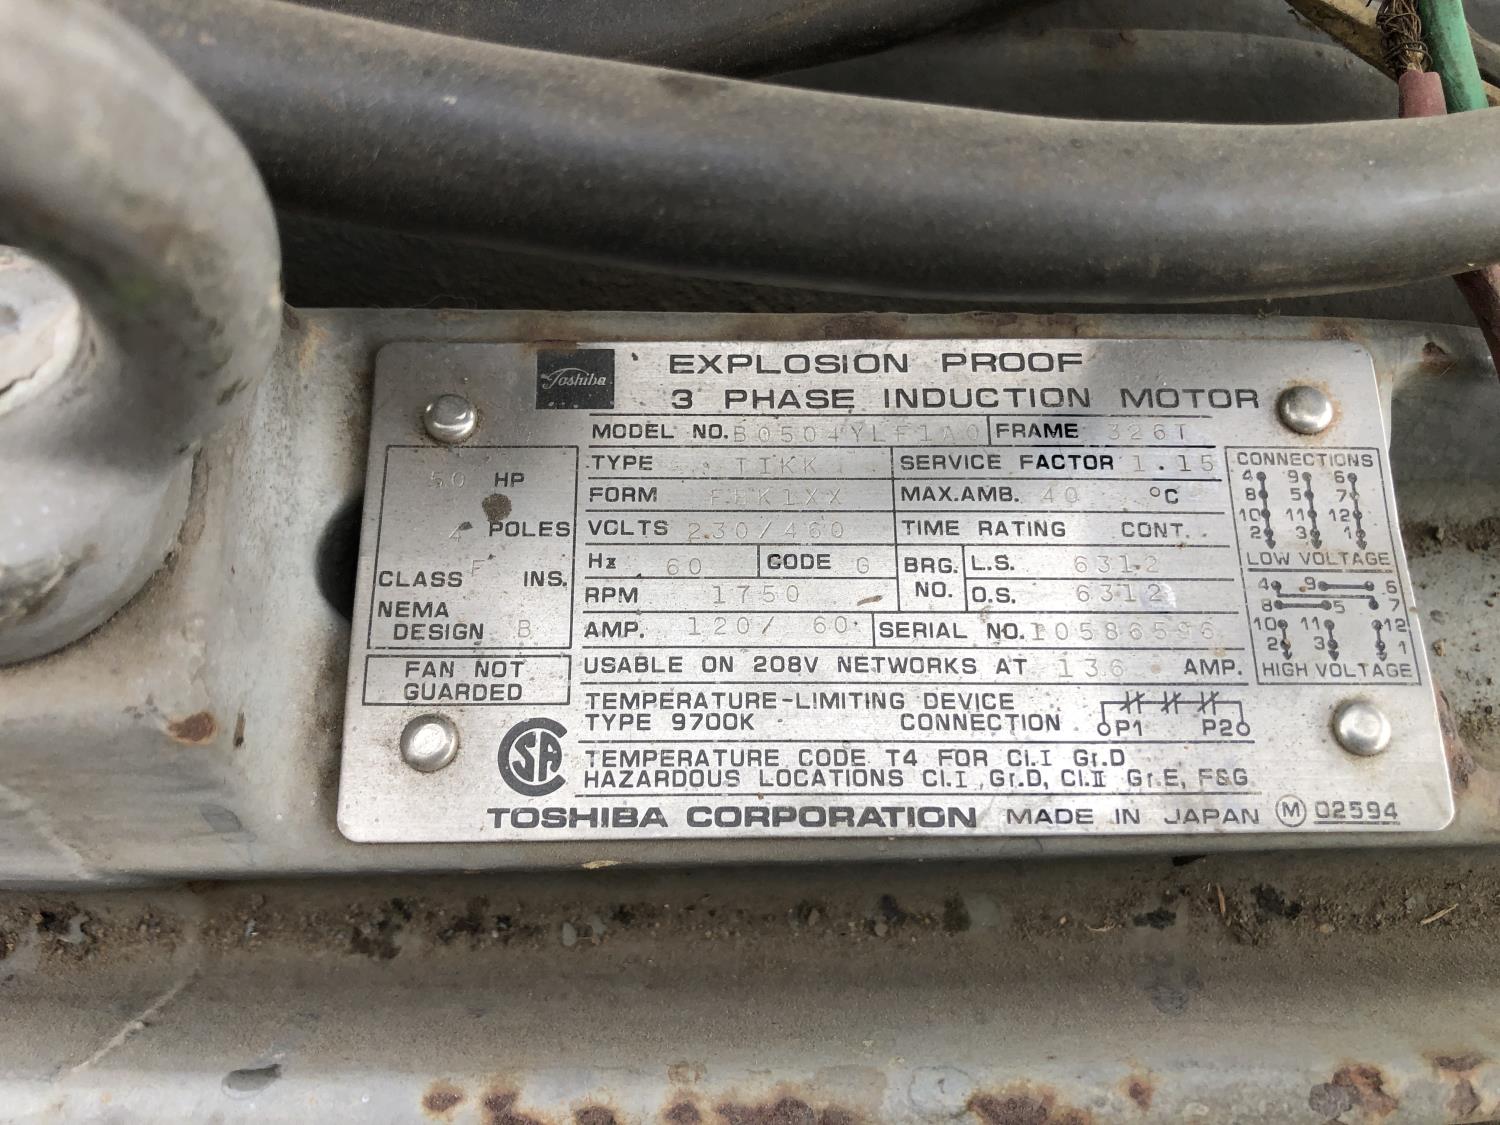 Toshiba
EXPLOSION PROOF
3 PHASE INDUCTION MOTOR
MODEL NO. B0504YLF1A0 FRAME 326T
50 HP
4 POLES
CLASS F INS.
NEMA
DESIGN B
FAN NOT
GUARDED
TYPE TIKK
SERVICE FACTOR 1.15
FORM
MAX.AMB. 40 °C
VOLTS 230/460
TIME RATING CONT.
Hz 60 CODE G
BRG. NO. L.S. 6312
O.S. 6312
RPM 1750
AMP. 120/ 60
SERIAL NO.
USABLE ON 208V NETWORKS AT 136 AMP.
TEMPERATURE-LIMITING DEVICE
TYPE 9700K CONNECTION P1 P2
SA
TEMPERATURE CODE T4 FOR Cl.I Gr.D
HAZARDOUS LOCATIONS Cl.I ,Gr.D, Cl.II Gr.E, F&G
TOSHIBA CORPORATION MADE IN JAPAN M 02594
CONNECTIONS
4 9 6
8 5 7
10 11 12
2 3 1
LOW VOLTAGE
4 9 6
8 5 7
10 11 12
2 3 1
HIGH VOLTAGE